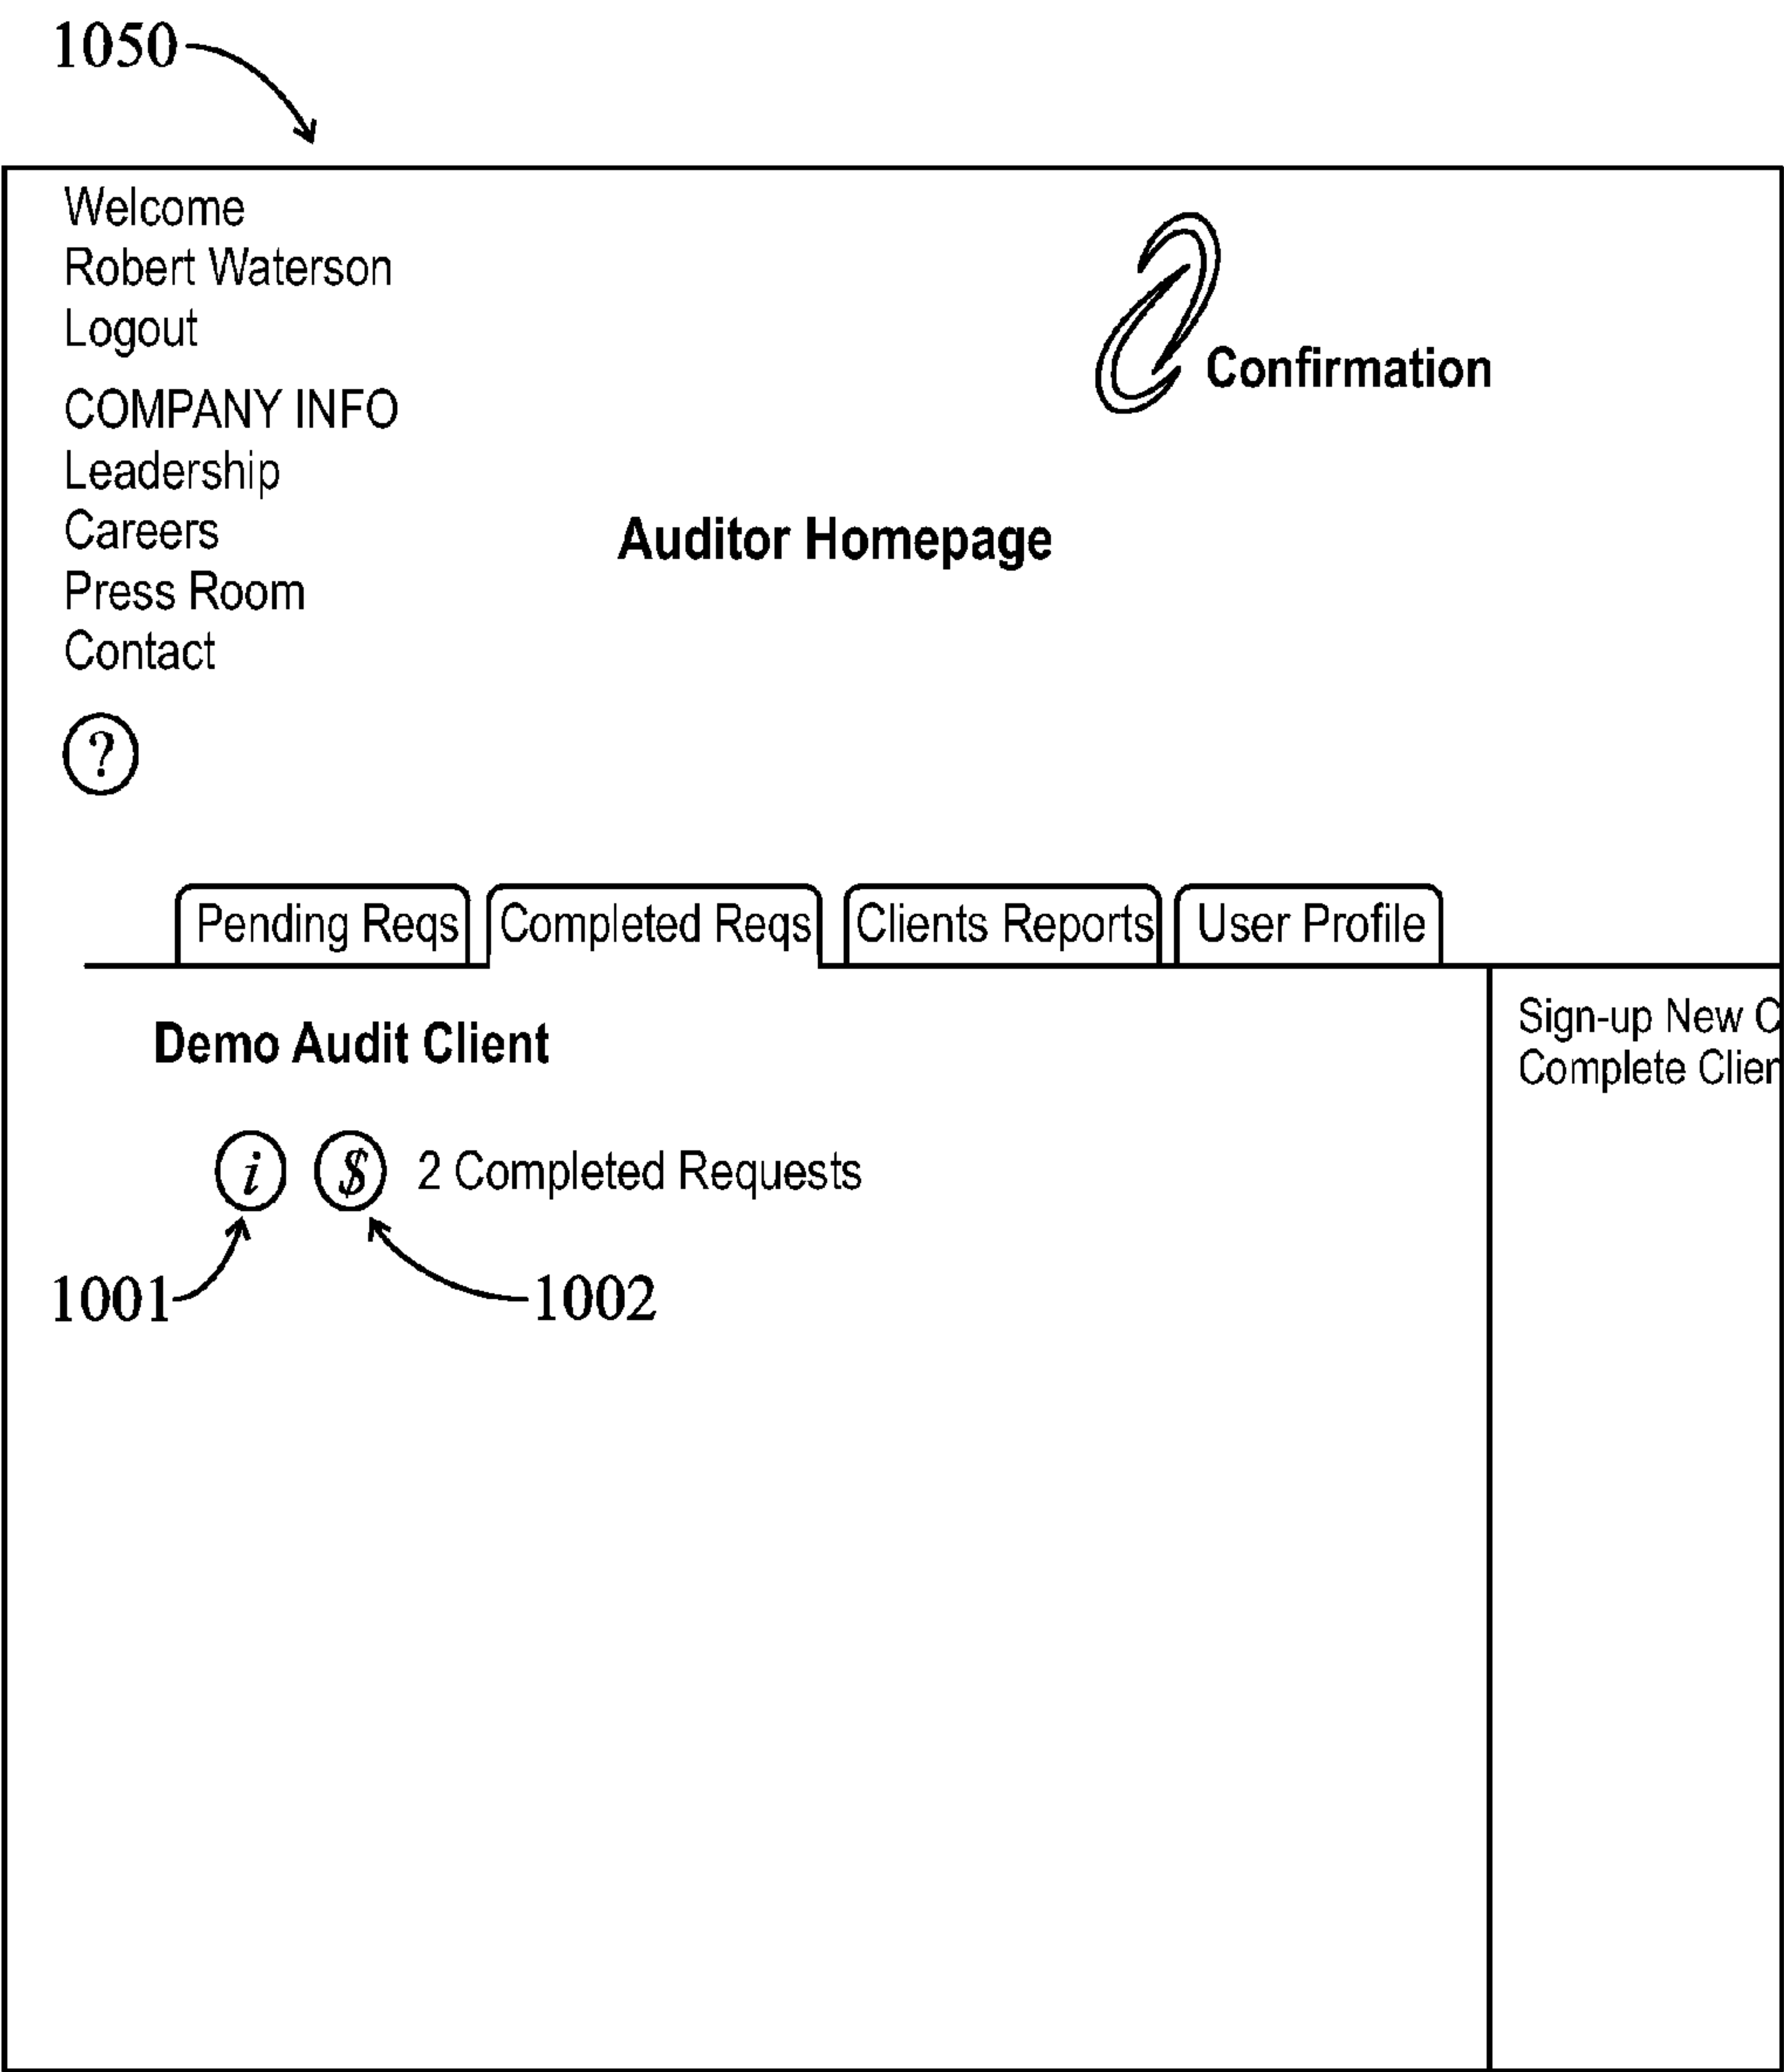 1050
Welcome
Robert Waterson
Logout
Confirmation
COMPANY INFO
Leadership
Careers
Auditor Homepage
Press Room
Contact
?
Pending Reqs Completed Reqs Clients Reports User Profile
Demo Audit Client
Sign-up New
Complete
i $ 2 Completed Requests
1001 1002